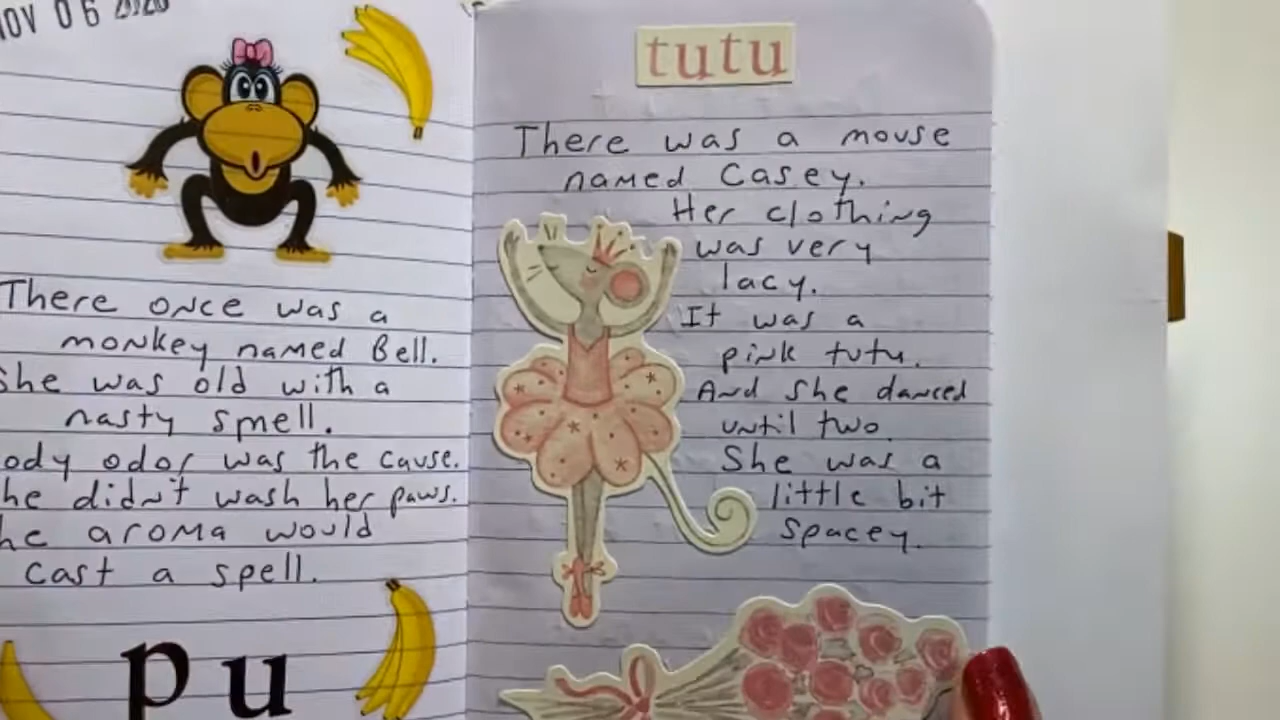 NOV 06 2020
There once was a
monkey named Bell.
She was old with a
nasty smell.
ody odor was the cause.
he didn't wash her paws.
he aroma would
cast a spell.
pu
tutu
There was a mouse
named Casey.
Her clothing
was very
lacy.
It was a
pink tutu.
And she danced
until two.
She was a
little bit
spacey.